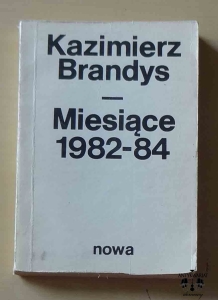 Kazimierz
Brandys
—
Miesiące
1982-84
nowa